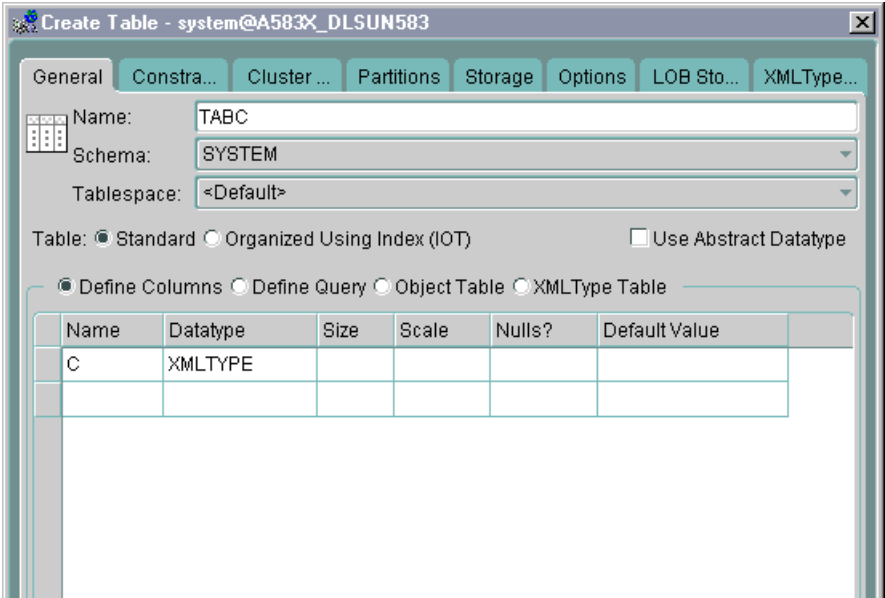 Create Table - system@A583X_DLSUN583
General Constra... Cluster ... Partitions Storage Options LOB Sto... XMLType...
Name: TABC
Schema: SYSTEM
Tablespace: <Default>
Table: Standard Organized Using Index (IOT) Use Abstract Datatype
Define Columns Define Query Object Table XMLType Table
Name Datatype Size Scale Nulls? Default Value
C XMLTYPE